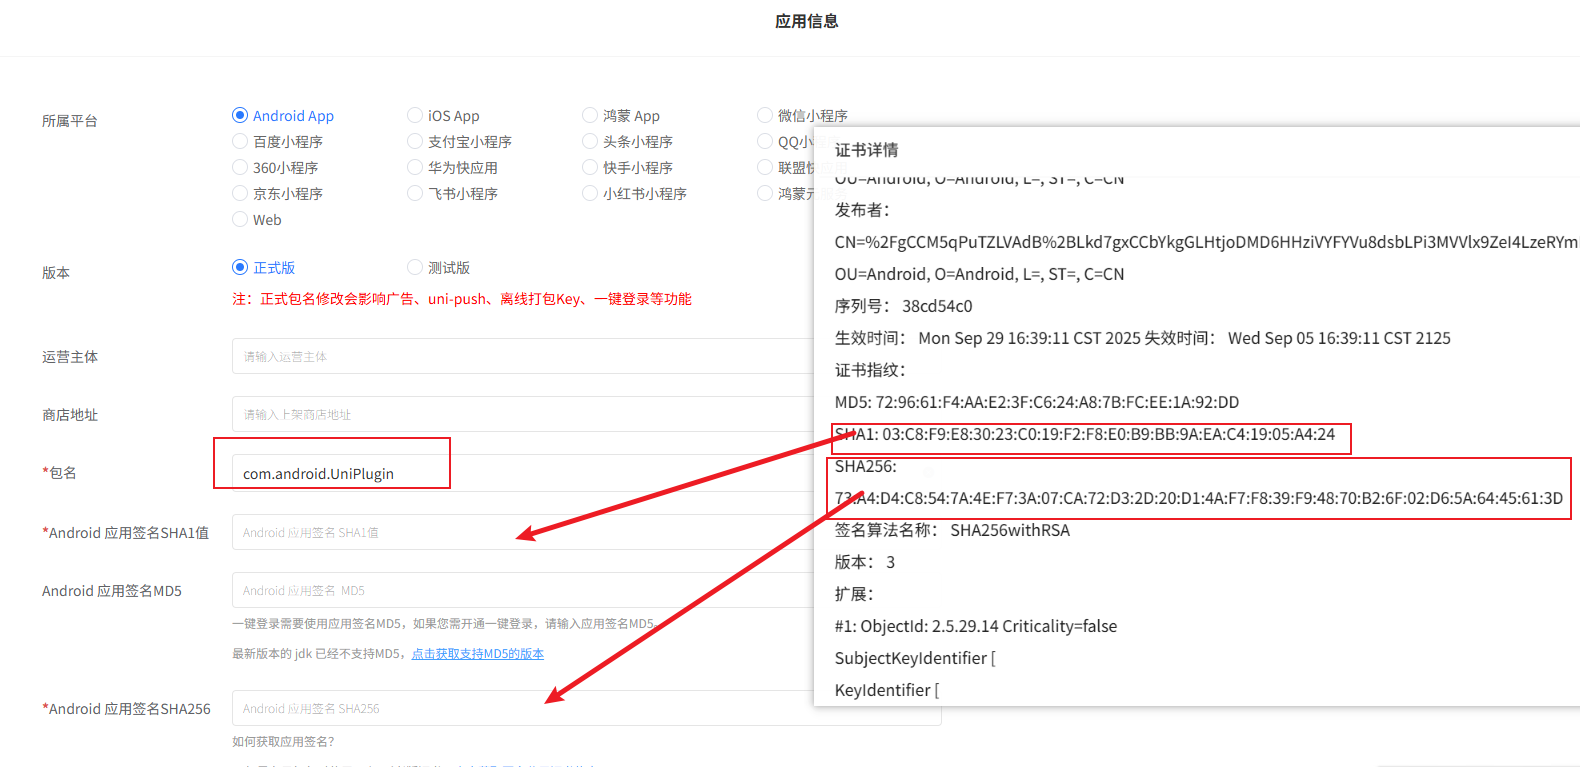 应用信息
所属平台
Android App
iOS App
鸿蒙 App
微信小程序
百度小程序
支付宝小程序
头条小程序
QQ小
360小程序
华为快应用
快手小程序
联盟快
京东小程序
飞书小程序
小红书小程序
鸿蒙元
Web
版本
正式版
测试版
注：正式包名修改会影响广告、uni-push、离线打包Key、一键登录等功能
运营主体
请输入运营主体
商店地址
请输入上架商店地址
*包名
com.android.UniPlugin
*Android 应用签名SHA1值
Android 应用签名 SHA1值
Android 应用签名MD5
Android 应用签名 MD5
一键登录需要使用应用签名MD5，如果您需开通一键登录，请输入应用签名MD5。
最新版本的 jdk 已经不支持MD5，点击获取支持MD5的版本
*Android 应用签名SHA256
Android 应用签名 SHA256
如何获取应用签名？
证书详情
OU=Android, O=Android, L=, ST=, C=CN
发布者：
CN=%2FgCCM5qPuTZLVAdB%2BLkd7gxCCbYkgGLHtjoDMD6HHziVYFYVu8dsbLPi3MVVlx9ZeI4LzeRYm
OU=Android, O=Android, L=, ST=, C=CN
序列号： 38cd54c0
生效时间： Mon Sep 29 16:39:11 CST 2025 失效时间： Wed Sep 05 16:39:11 CST 2125
证书指纹：
MD5: 72:96:61:F4:AA:E2:3F:C6:24:A8:7B:FC:EE:1A:92:DD
SHA1: 03:C8:F9:E8:30:23:C0:19:F2:F8:E0:B9:BB:9A:EA:C4:19:05:A4:24
SHA256:
73:A4:D4:C8:54:7A:4E:F7:3A:07:CA:72:D3:2D:20:D1:4A:F7:F8:39:F9:48:70:B2:6F:02:D6:5A:64:45:61:3D
签名算法名称： SHA256withRSA
版本： 3
扩展：
#1: ObjectId: 2.5.29.14 Criticality=false
SubjectKeyIdentifier [
KeyIdentifier [